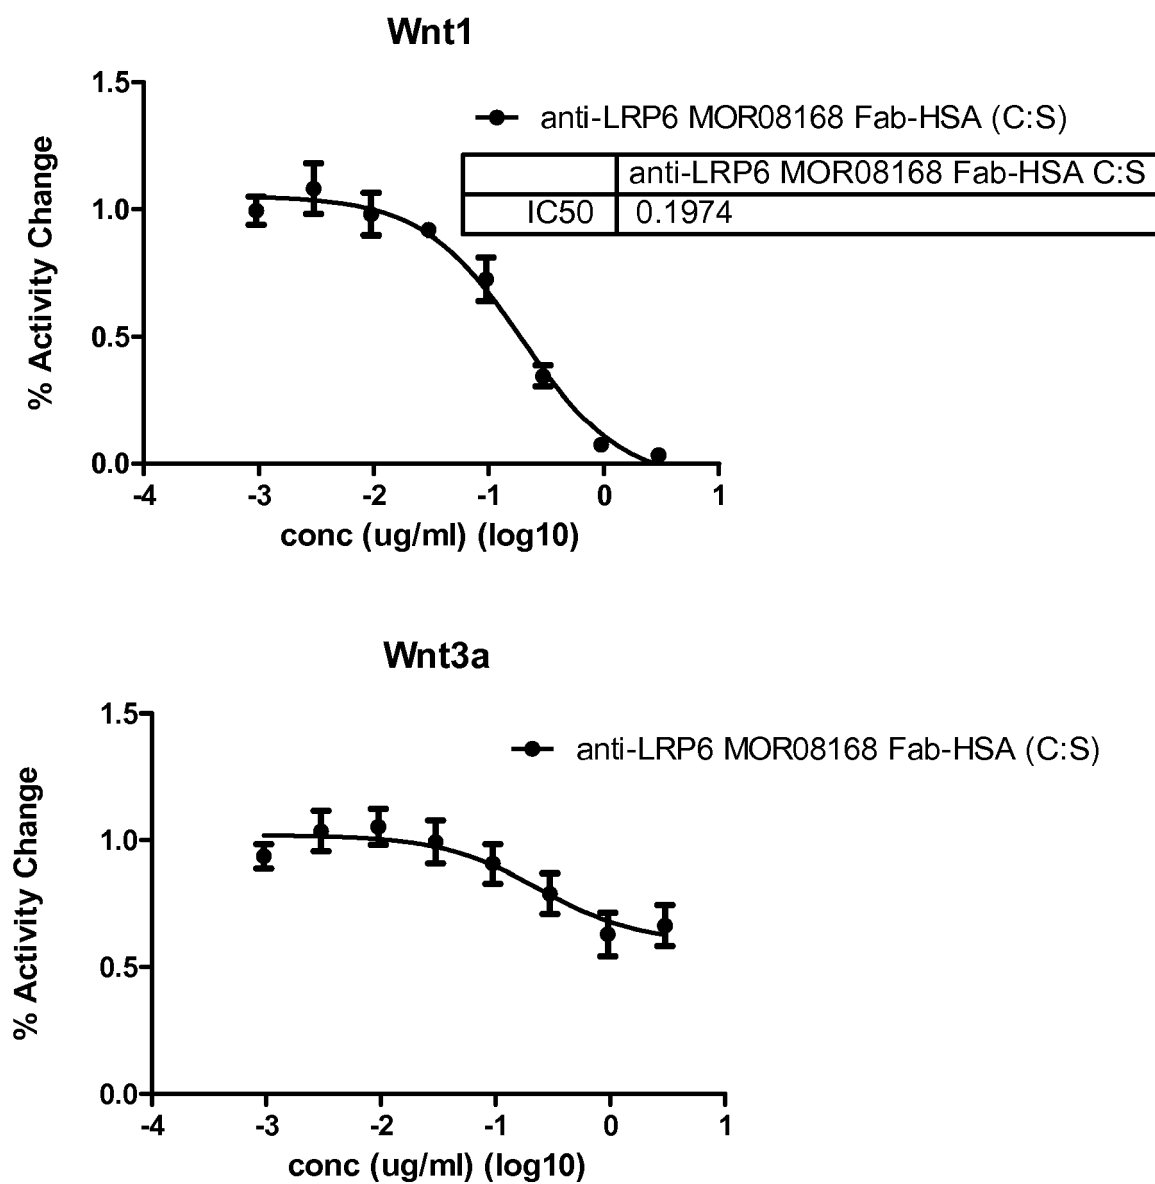 Wnt1
1.5
anti-LRP6 MOR08168 Fab-HSA (C:S)
anti-LRP6 MOR08168 Fab-HSA C:S
IC50 0.1974
1.0
0.5
0.0
% Activity Change
-4 -3 -2 -1 0 1
conc (ug/ml) (log10)
Wnt3a
1.5
anti-LRP6 MOR08168 Fab-HSA (C:S)
1.0
0.5
0.0
% Activity Change
-4 -3 -2 -1 0 1
conc (ug/ml) (log10)